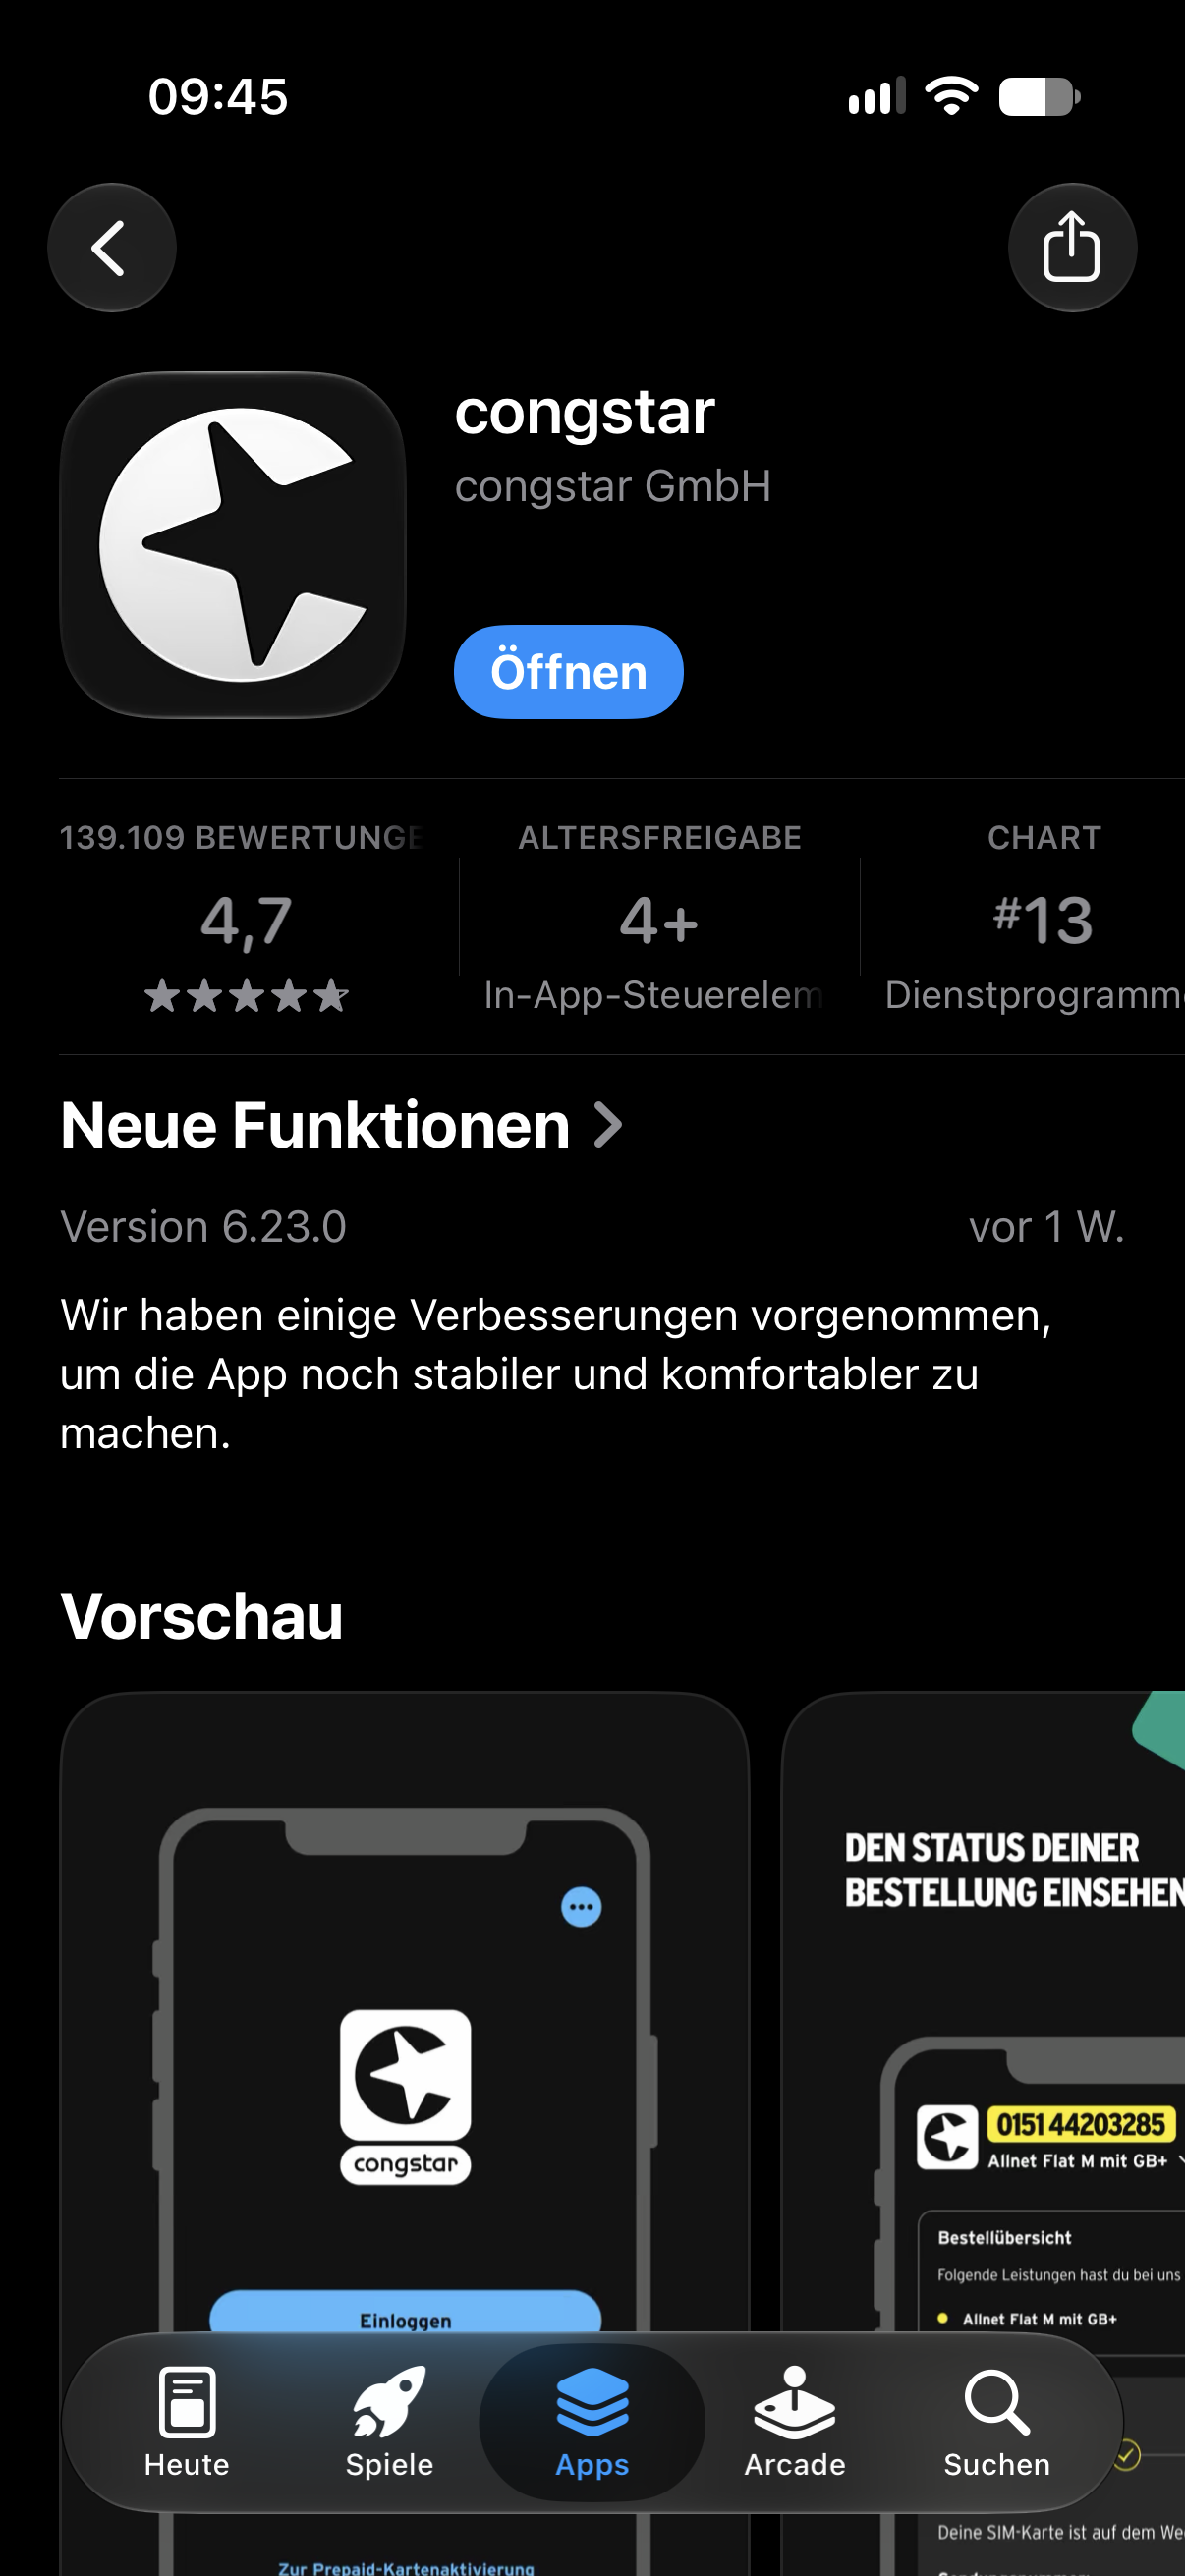 09:45
congstar
congstar GmbH
Öffnen
139.109 BEWERTUNGE
ALTERSFREIGABE
CHART
4,7
4+
#13
In-App-Steuerelem
Dienstprogramme
Neue Funktionen
Version 6.23.0
vor 1 W.
Wir haben einige Verbesserungen vorgenommen,
um die App noch stabiler und komfortabler zu
machen.
Vorschau
congstar
Einloggen
Zur Prepaid-Kartenaktivierung
DEN STATUS DEINER
BESTELLUNG EINSEHEN
0151 44203285
Allnet Flat M mit GB+
Bestellübersicht
Folgende Leistungen hast du bei uns
Allnet Flat M mit GB+
Deine SIM-Karte ist auf dem We
Heute
Spiele
Apps
Arcade
Suchen